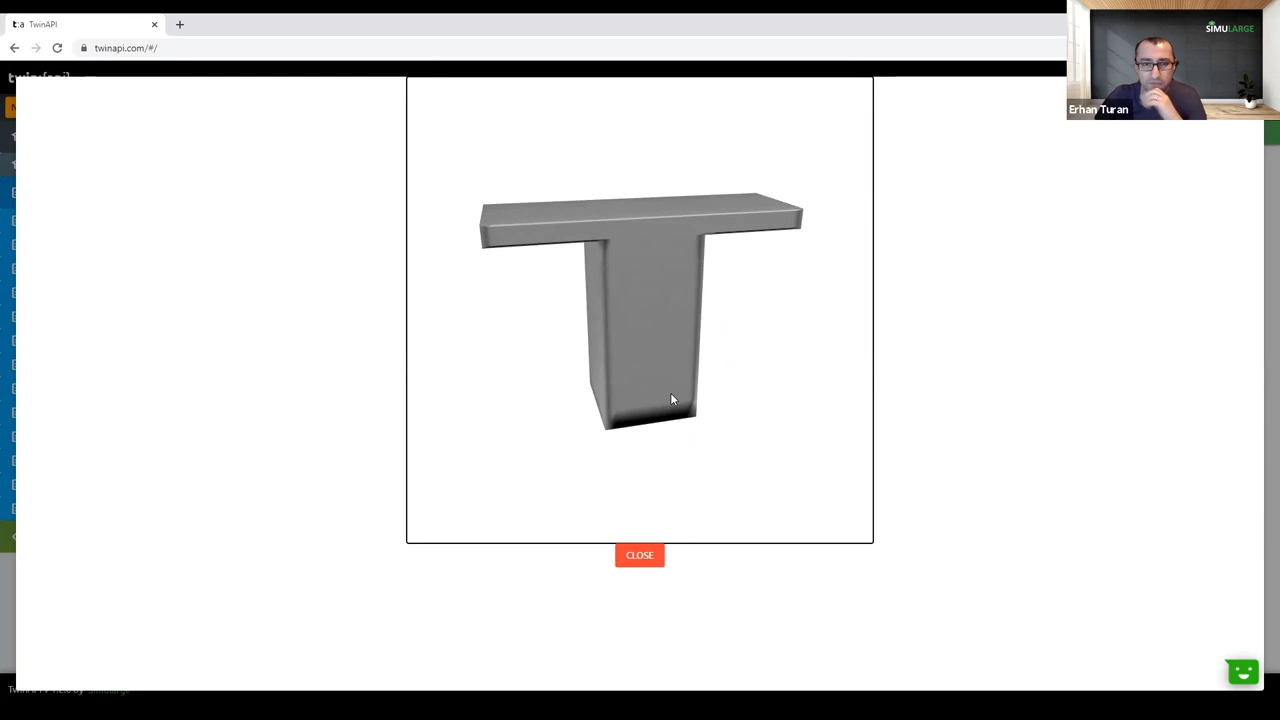 t:a TwinAPI
twinapi.com/#/
SIMULARGE
Erhan Turan
CLOSE